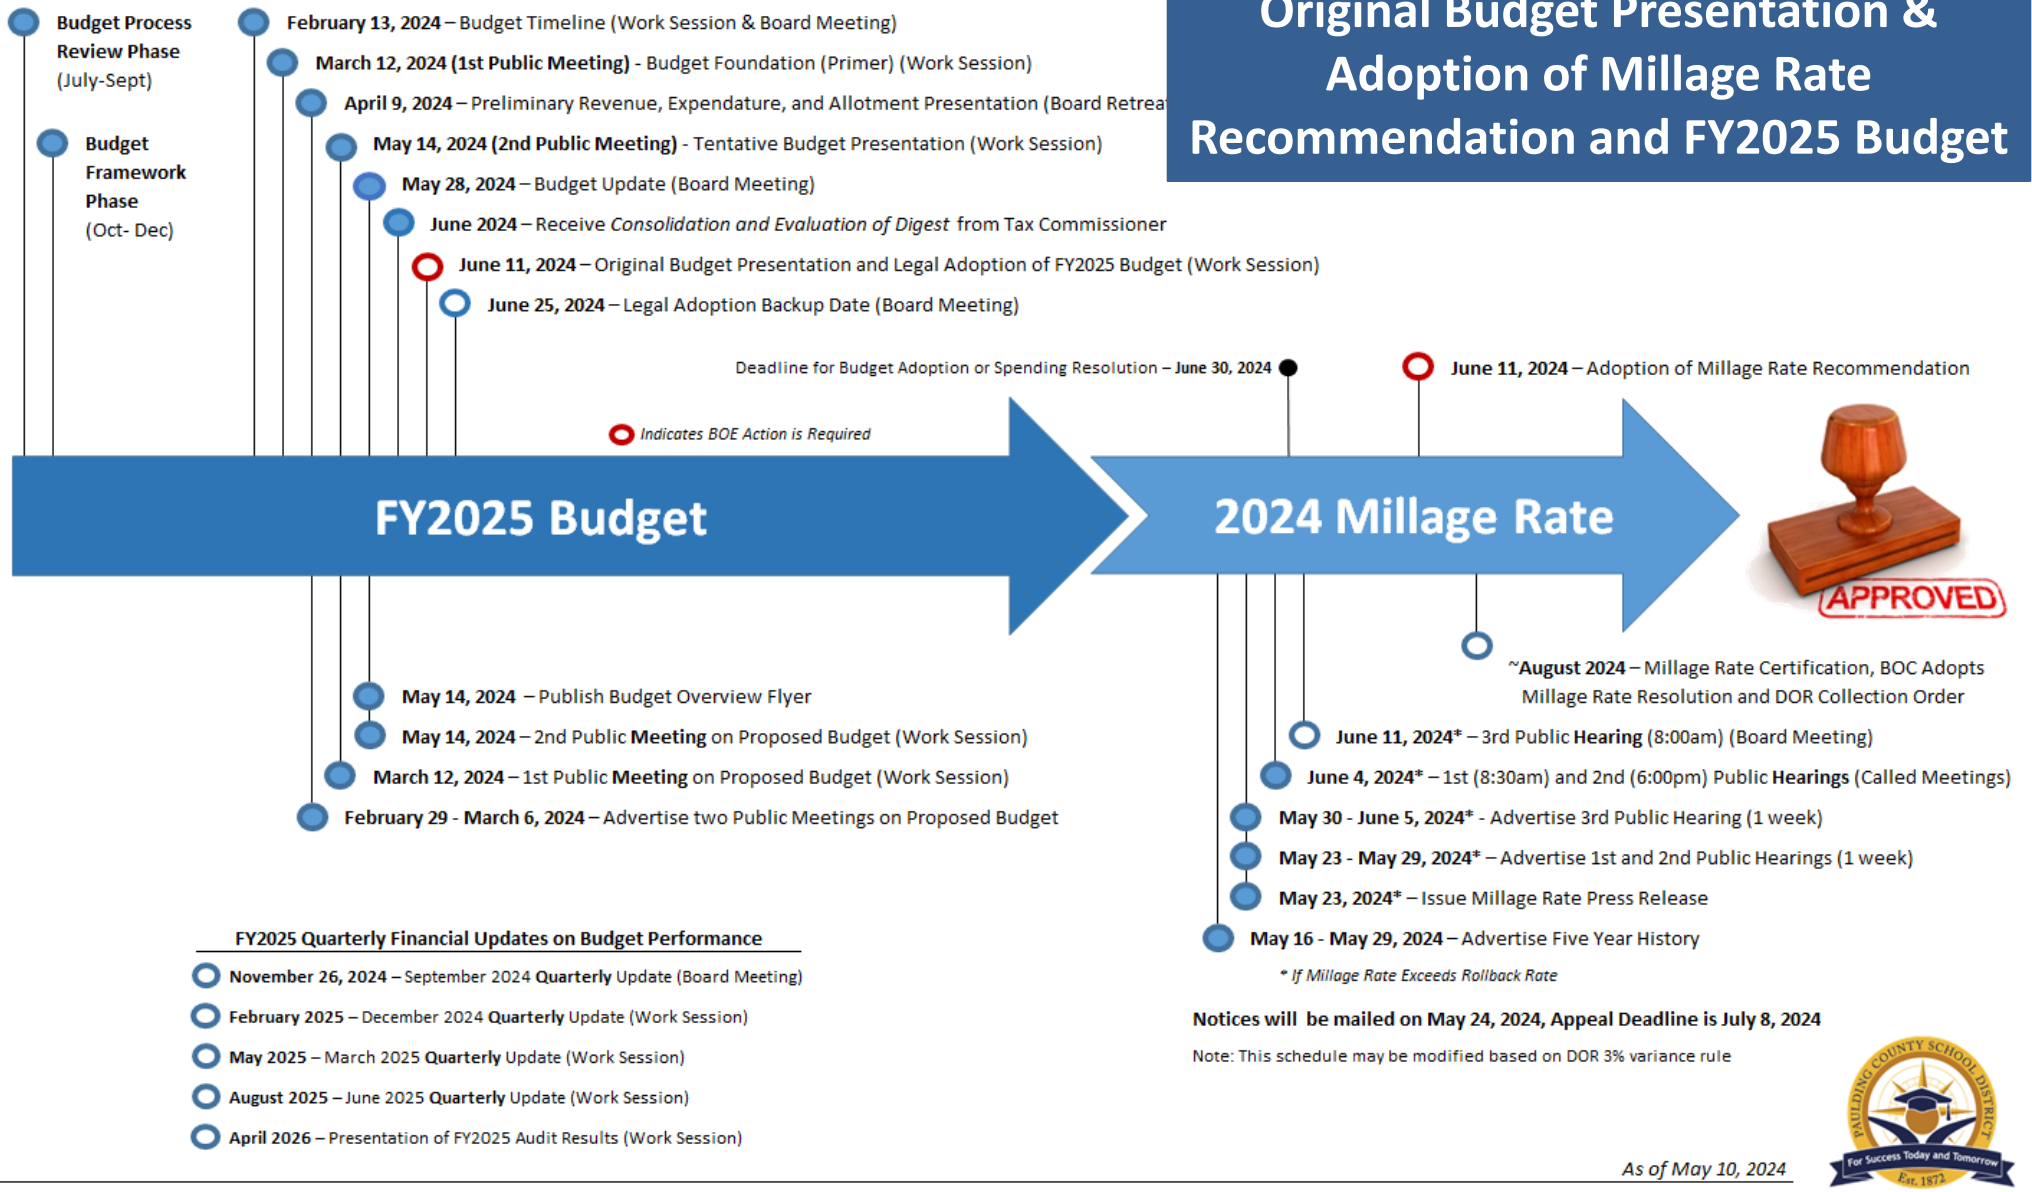 Original Budget Presentation &
Adoption of Millage Rate
Recommendation and FY2025 Budget
Budget Process
Review Phase
(July-Sept)
Budget
Framework
Phase
(Oct- Dec)
February 13, 2024 – Budget Timeline (Work Session & Board Meeting)
March 12, 2024 (1st Public Meeting) - Budget Foundation (Primer) (Work Session)
April 9, 2024 – Preliminary Revenue, Expenditure, and Allotment Presentation (Board Retrea
May 14, 2024 (2nd Public Meeting) - Tentative Budget Presentation (Work Session)
May 28, 2024 – Budget Update (Board Meeting)
June 2024 – Receive Consolidation and Evaluation of Digest from Tax Commissioner
June 11, 2024 – Original Budget Presentation and Legal Adoption of FY2025 Budget (Work Session)
June 25, 2024 – Legal Adoption Backup Date (Board Meeting)
Deadline for Budget Adoption or Spending Resolution – June 30, 2024
June 11, 2024 – Adoption of Millage Rate Recommendation
Indicates BOE Action is Required
FY2025 Budget
2024 Millage Rate
APPROVED
May 14, 2024 – Publish Budget Overview Flyer
May 14, 2024 – 2nd Public Meeting on Proposed Budget (Work Session)
March 12, 2024 – 1st Public Meeting on Proposed Budget (Work Session)
February 29 - March 6, 2024 – Advertise two Public Meetings on Proposed Budget
~August 2024 – Millage Rate Certification, BOC Adopts
Millage Rate Resolution and DOR Collection Order
June 11, 2024* – 3rd Public Hearing (8:00am) (Board Meeting)
June 4, 2024* – 1st (8:30am) and 2nd (6:00pm) Public Hearings (Called Meetings)
May 30 - June 5, 2024* - Advertise 3rd Public Hearing (1 week)
May 23 - May 29, 2024* – Advertise 1st and 2nd Public Hearings (1 week)
May 23, 2024* – Issue Millage Rate Press Release
May 16 - May 29, 2024 – Advertise Five Year History
* If Millage Rate Exceeds Rollback Rate
Notices will be mailed on May 24, 2024, Appeal Deadline is July 8, 2024
Note: This schedule may be modified based on DOR 3% variance rule
FY2025 Quarterly Financial Updates on Budget Performance
November 26, 2024 – September 2024 Quarterly Update (Board Meeting)
February 2025 – December 2024 Quarterly Update (Work Session)
May 2025 – March 2025 Quarterly Update (Work Session)
August 2025 – June 2025 Quarterly Update (Work Session)
April 2026 – Presentation of FY2025 Audit Results (Work Session)
As of May 10, 2024
PAULDING COUNTY SCHOOL DISTRICT
For Success Today and Tomorrow
Est. 1872